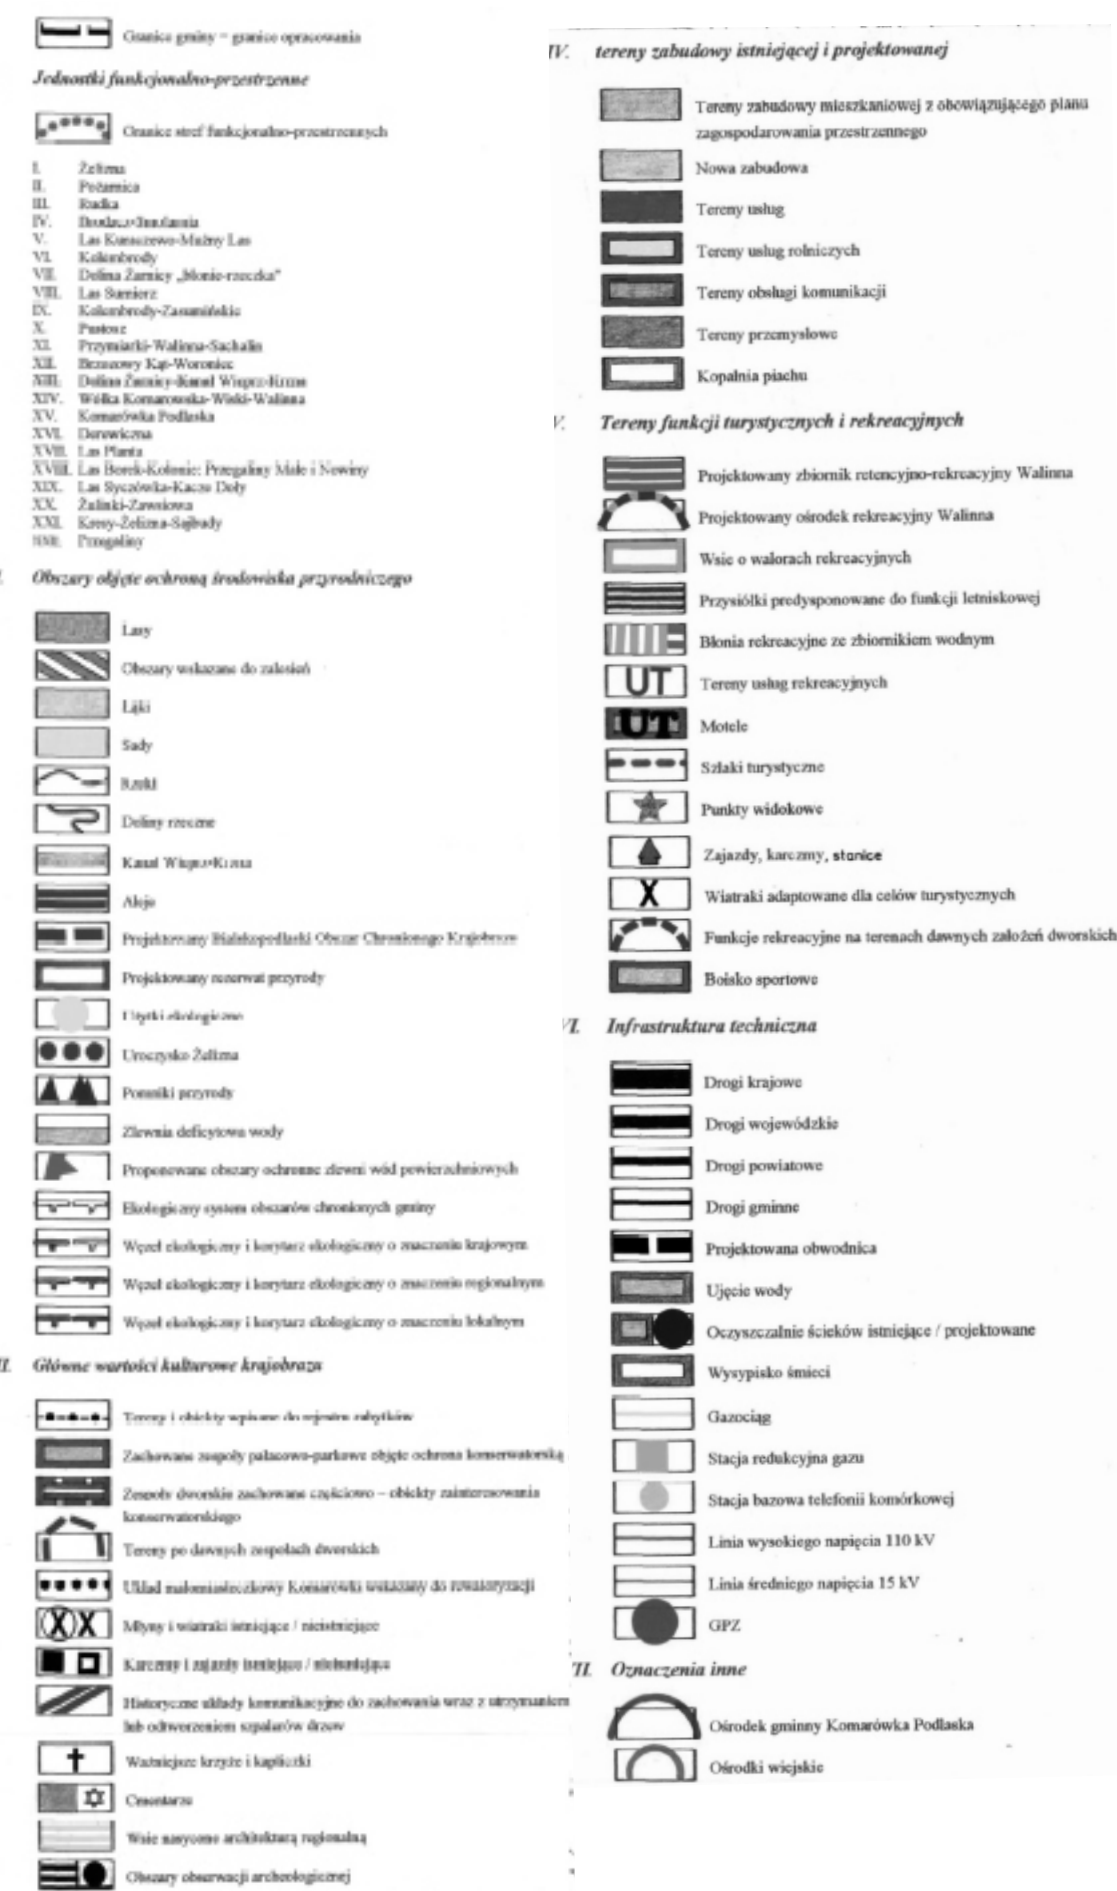 Granice gminy = granice opracowania
Jednostki funkcjonalno-przestrzenne
Granice stref funkcjonalno-przestrzennych
I. Żelizna
II. Pożarnica
III. Rudka
IV.
V. Las Kunaszewo-Mulny Las
VI. Kolembrody
VII. Dolina Żarnicy „błonie-rzeczka”
VIII. Las Sumierz
IX. Kolembrody-Zasumińskie
X. Pustosz
XI. Przymiarki-Walinna-Sachalin
XII. Brzozowy Kąt-Woroniec
XIII. Dolina Żarnicy-Kanał Wieprz-Krzna
XIV. Wólka Komarowska-Wiski-Walinna
XV. Komarówka Podlaska
XVI. Derewiczna
XVII. Las Planta
XVIII. Las Borek-Kolonie: Przegaliny Małe i Nowiny
XIX. Las Syczówka-Kacze Doły
XX. Żulinki-Zawsiowa
XXI. Kresy-Żelizna-Sajbudy
XXII. Przegaliny
Obszary objęte ochroną środowiska przyrodniczego
Lasy
Obszary wskazane do zalesień
Łąki
Sady
Rzeki
Doliny rzeczne
Kanał Wieprz-Krzna
Aleje
Projektowany Bialskopodlaski Obszar Chronionego Krajobrazu
Projektowany rezerwat przyrody
Użytki ekologiczne
Uroczysko Żelizna
Pomniki przyrody
Zlewnia deficytowa wody
Proponowane obszary ochronne zlewni wód powierzchniowych
Ekologiczny system obszarów chronionych gminy
Węzeł ekologiczny i korytarz ekologiczny o znaczeniu krajowym
Węzeł ekologiczny i korytarz ekologiczny o znaczeniu regionalnym
Węzeł ekologiczny i korytarz ekologiczny o znaczeniu lokalnym
II. Główne wartości kulturowe krajobrazu
Tereny i obiekty wpisane do rejestru zabytków
Zachowane zespoły pałacowo-parkowe objęte ochrona konserwatorską
Zespoły dworskie zachowane częściowo – obiekty zainteresowania
konserwatorskiego
Tereny po dawnych zespołach dworskich
Układ małomiasteczkowy Komarówki wskazany do rewaloryzacji
XX Młyny i wiatraki istniejące / nieistniejące
Karczmy i zajazdy istniejące / nieistniejące
Historyczne układy komunikacyjne do zachowania wraz z utrzymaniem
lub odtworzeniem szpalerów drzew
Ważniejsze krzyże i kapliczki
Cmentarze
Wsie nasycone architekturą regionalną
Obszary obserwacji archeologicznej
IV. tereny zabudowy istniejącej i projektowanej
Tereny zabudowy mieszkaniowej z obowiązującego planu
zagospodarowania przestrzennego
Nowa zabudowa
Tereny usług
Tereny usług rolniczych
Tereny obsługi komunikacji
Tereny przemysłowe
Kopalnia piachu
V. Tereny funkcji turystycznych i rekreacyjnych
Projektowany zbiornik retencyjno-rekreacyjny Walinna
Projektowany ośrodek rekreacyjny Walinna
Wsie o walorach rekreacyjnych
Przysiółki predysponowane do funkcji letniskowej
Błonia rekreacyjne ze zbiornikiem wodnym
UT Tereny usług rekreacyjnych
UT Motele
Szlaki turystyczne
Punkty widokowe
Zajazdy, karczmy, stanice
X Wiatraki adaptowane dla celów turystycznych
Funkcje rekreacyjne na terenach dawnych założeń dworskich
Boisko sportowe
VI. Infrastruktura techniczna
Drogi krajowe
Drogi wojewódzkie
Drogi powiatowe
Drogi gminne
Projektowana obwodnica
Ujęcie wody
Oczyszczalnie ścieków istniejące / projektowane
Wysypisko śmieci
Gazociąg
Stacja redukcyjna gazu
Stacja bazowa telefonii komórkowej
Linia wysokiego napięcia 110 kV
Linia średniego napięcia 15 kV
GPZ
VII. Oznaczenia inne
Ośrodek gminny Komarówka Podlaska
Ośrodki wiejskie